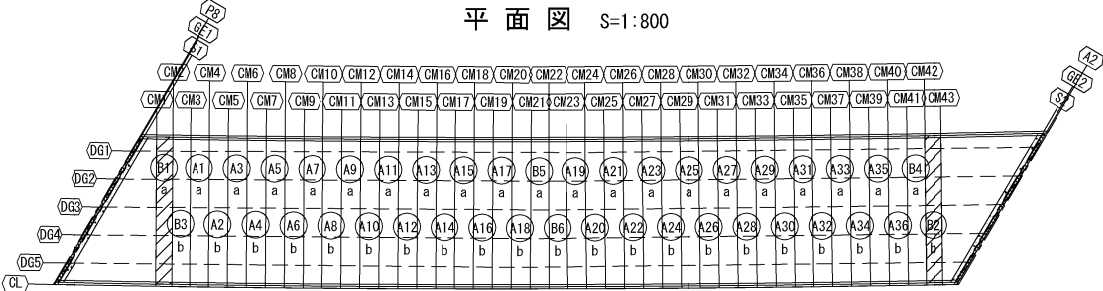 平面図 S=1:800
P8
GE1
S1
A2
GE2
S2
CM2 CM4 CM6 CM8 CM10 CM12 CM14 CM16 CM18 CM20 CM22 CM24 CM26 CM28 CM30 CM32 CM34 CM36 CM38 CM40 CM42
CM1 CM3 CM5 CM7 CM9 CM11 CM13 CM15 CM17 CM19 CM21 CM23 CM25 CM27 CM29 CM31 CM33 CM35 CM37 CM39 CM41 CM43
DG1
B1 A1 A3 A5 A7 A9 A11 A13 A15 A17 B5 A19 A21 A23 A25 A27 A29 A31 A33 A35 B4
DG2
a a a a a a a a a a a a a a a a a a a a a
DG3
B3 A2 A4 A6 A8 A10 A12 A14 A16 A18 B6 A20 A22 A24 A26 A28 A30 A32 A34 A36 B2
DG4
b b b b b b b b b b b b b b b b b b b b b
DG5
CL